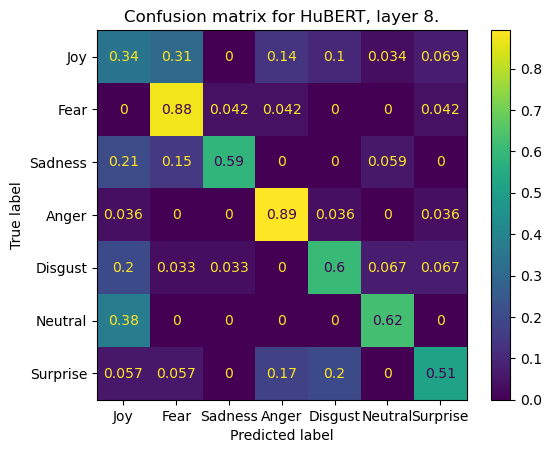 Confusion matrix for HuBERT, layer 8.
Joy 0.34 0.31 0 0.14 0.1 0.034 0.069
Fear 0 0.88 0.042 0.042 0 0 0.042
Sadness 0.21 0.15 0.59 0 0 0.059 0
Anger 0.036 0 0 0.89 0.036 0 0.036
Disgust 0.2 0.033 0.033 0 0.6 0.067 0.067
Neutral 0.38 0 0 0 0 0.62 0
Surprise 0.057 0.057 0 0.17 0.2 0 0.51
Joy Fear Sadness Anger Disgust Neutral Surprise
Predicted label
True label
0.8
0.7
0.6
0.5
0.4
0.3
0.2
0.1
0.0